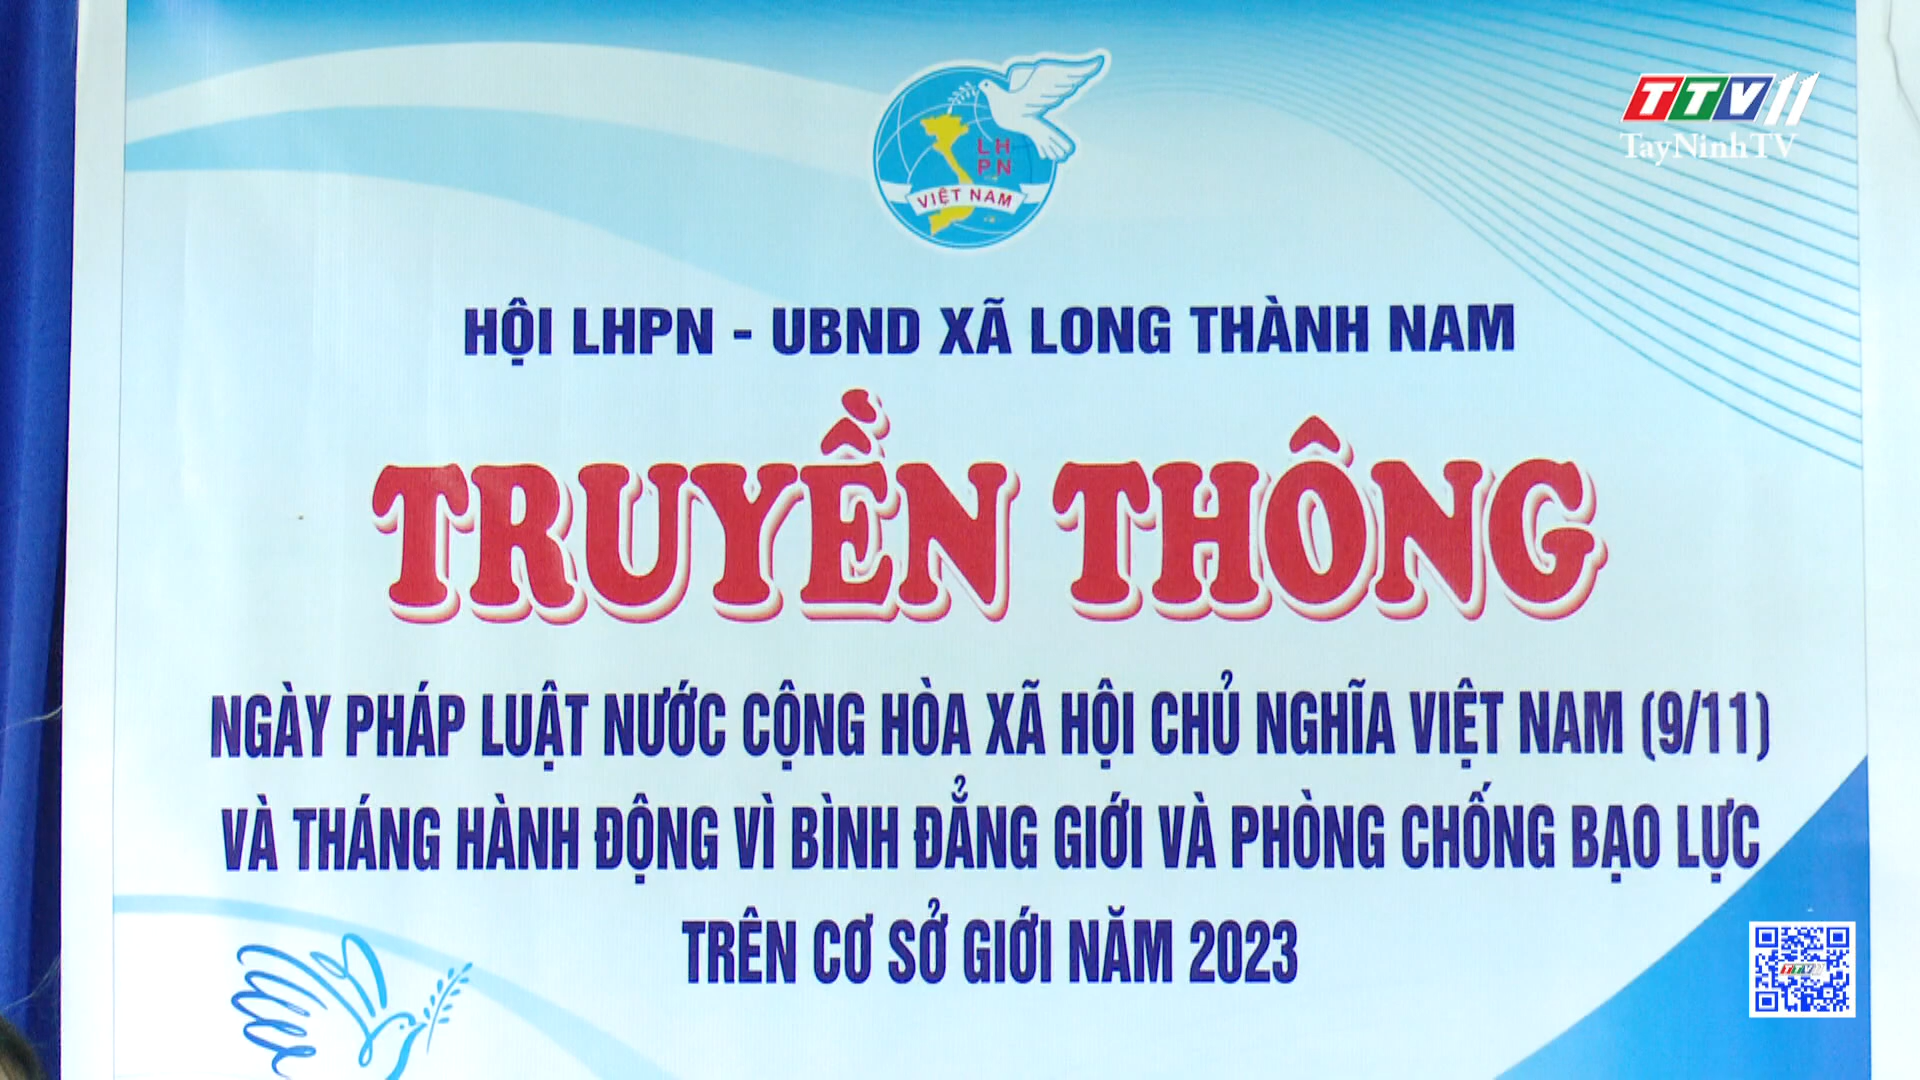 TTV11
TayNinhTV
LH
PN
VIỆT NAM
HỘI LHPN - UBND XÃ LONG THÀNH NAM
TRUYỀN THÔNG
NGÀY PHÁP LUẬT NƯỚC CỘNG HÒA XÃ HỘI CHỦ NGHĨA VIỆT NAM (9/11)
VÀ THÁNG HÀNH ĐỘNG VÌ BÌNH ĐẲNG GIỚI VÀ PHÒNG CHỐNG BẠO LỰC
TRÊN CƠ SỞ GIỚI NĂM 2023
TTV11